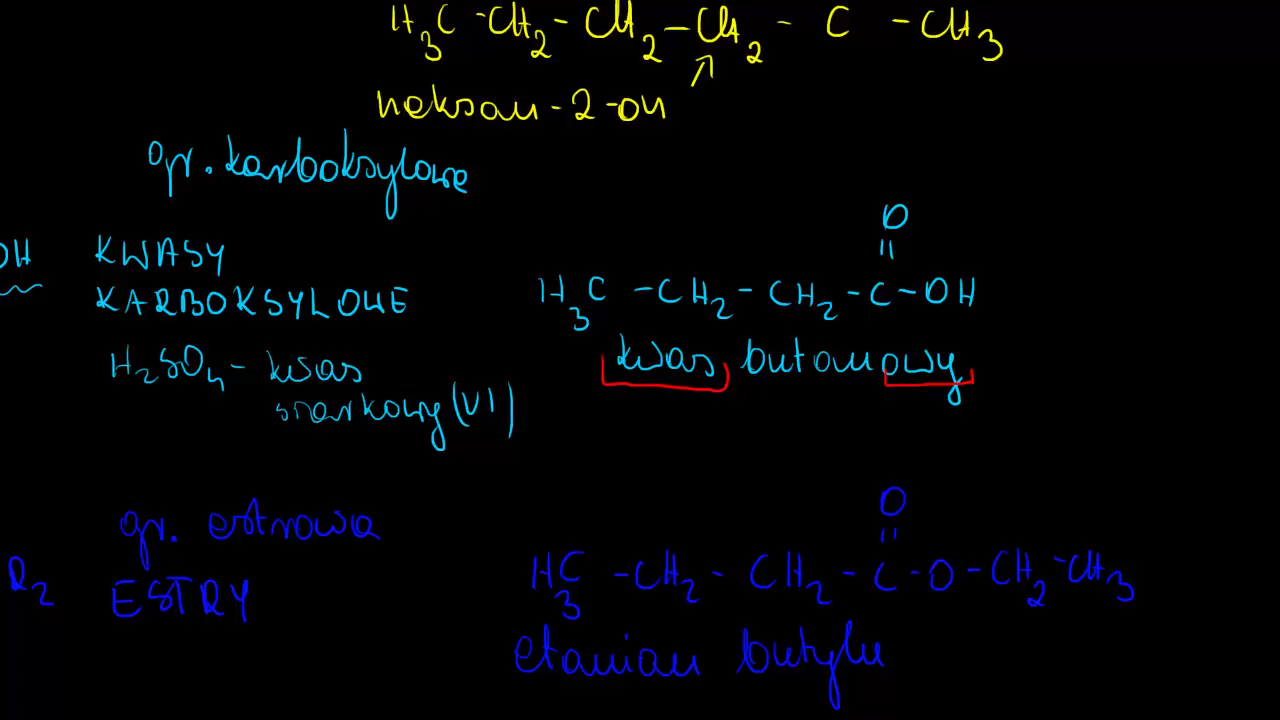 H3C - CH2 - CH2 - CH2 - C - CH3
heksan-2-on
gr. karboksylowe
OH KWASY
KARBOKSYLOWE
H2SO4 - kwas
siarkowy (VI)
O
H3C - CH2 - CH2 - C - OH
kwas butanowy
gr. estrowa
R2 ESTRY
O
H3C - CH2 - CH2 - C - O - CH2 - CH3
etanian butylu